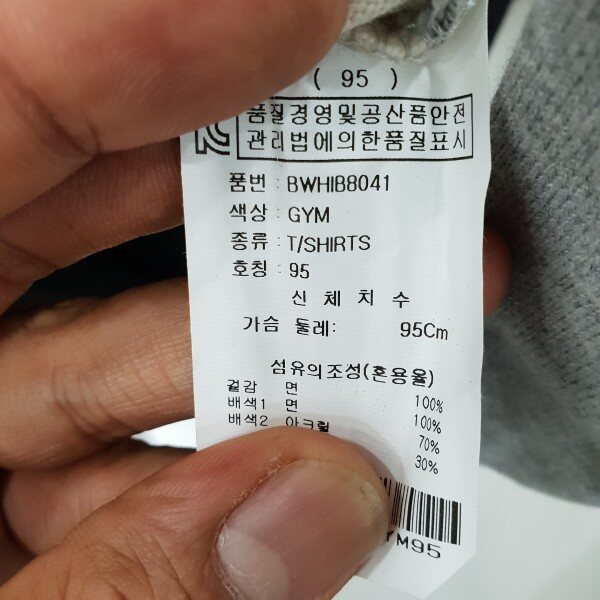 ( 95 )
품질경영및공산품안전
관리법에의한품질표시
품번 : BWHIB8041
색상 : GYM
종류 : T/SHIRTS
호칭 : 95
신체치수
가슴 둘레: 95Cm
섬유의조성(혼용율)
겉감 면 100%
배색1 면 100%
배색2 아크릴 70%
30%
YM95